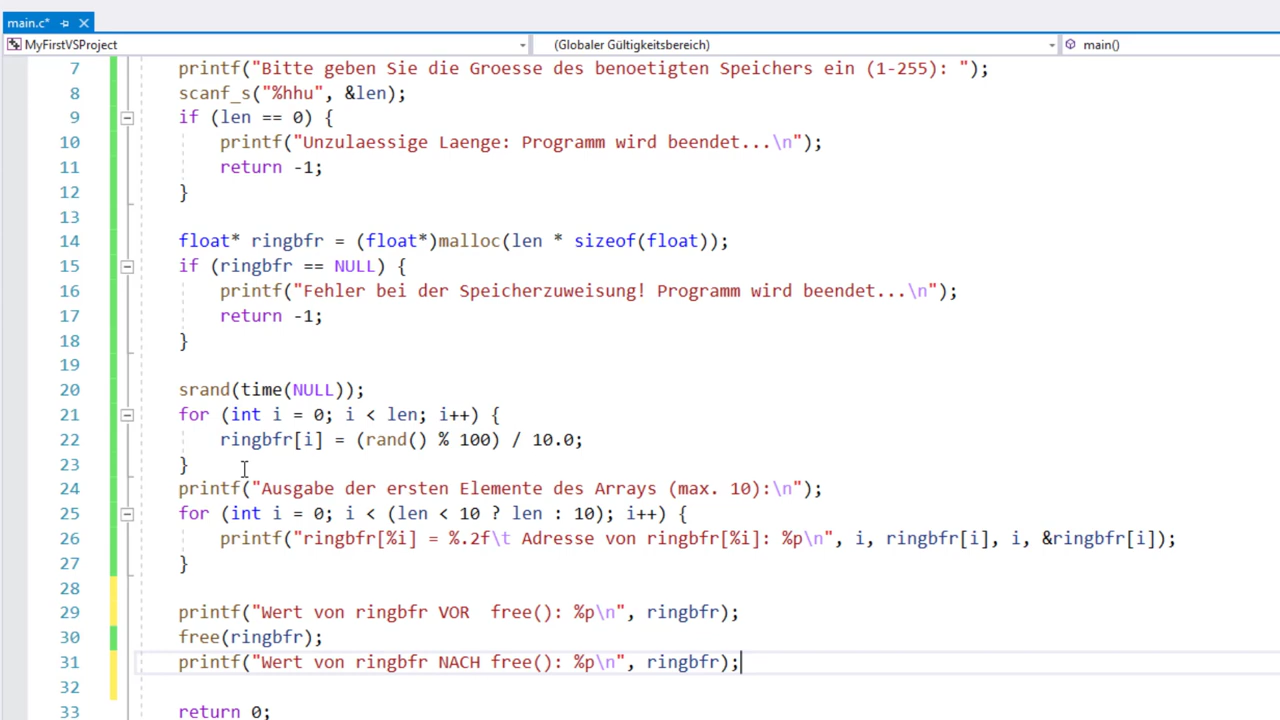 main.c*
MyFirstVSProject (Globaler Gültigkeitsbereich) main()
7 printf("Bitte geben Sie die Groesse des benoetigten Speichers ein (1-255): ");
8 scanf_s("%hhu", &len);
9 if (len == 0) {
10 printf("Unzulaessige Laenge: Programm wird beendet...\n");
11 return -1;
12 }
13
14 float* ringbfr = (float*)malloc(len * sizeof(float));
15 if (ringbfr == NULL) {
16 printf("Fehler bei der Speicherzuweisung! Programm wird beendet...\n");
17 return -1;
18 }
19
20 srand(time(NULL));
21 for (int i = 0; i < len; i++) {
22 ringbfr[i] = (rand() % 100) / 10.0;
23 }
24 printf("Ausgabe der ersten Elemente des Arrays (max. 10):\n");
25 for (int i = 0; i < (len < 10 ? len : 10); i++) {
26 printf("ringbfr[%i] = %.2f\t Adresse von ringbfr[%i]: %p\n", i, ringbfr[i], i, &ringbfr[i]);
27 }
28
29 printf("Wert von ringbfr VOR  free(): %p\n", ringbfr);
30 free(ringbfr);
31 printf("Wert von ringbfr NACH free(): %p\n", ringbfr);
32
33 return 0;